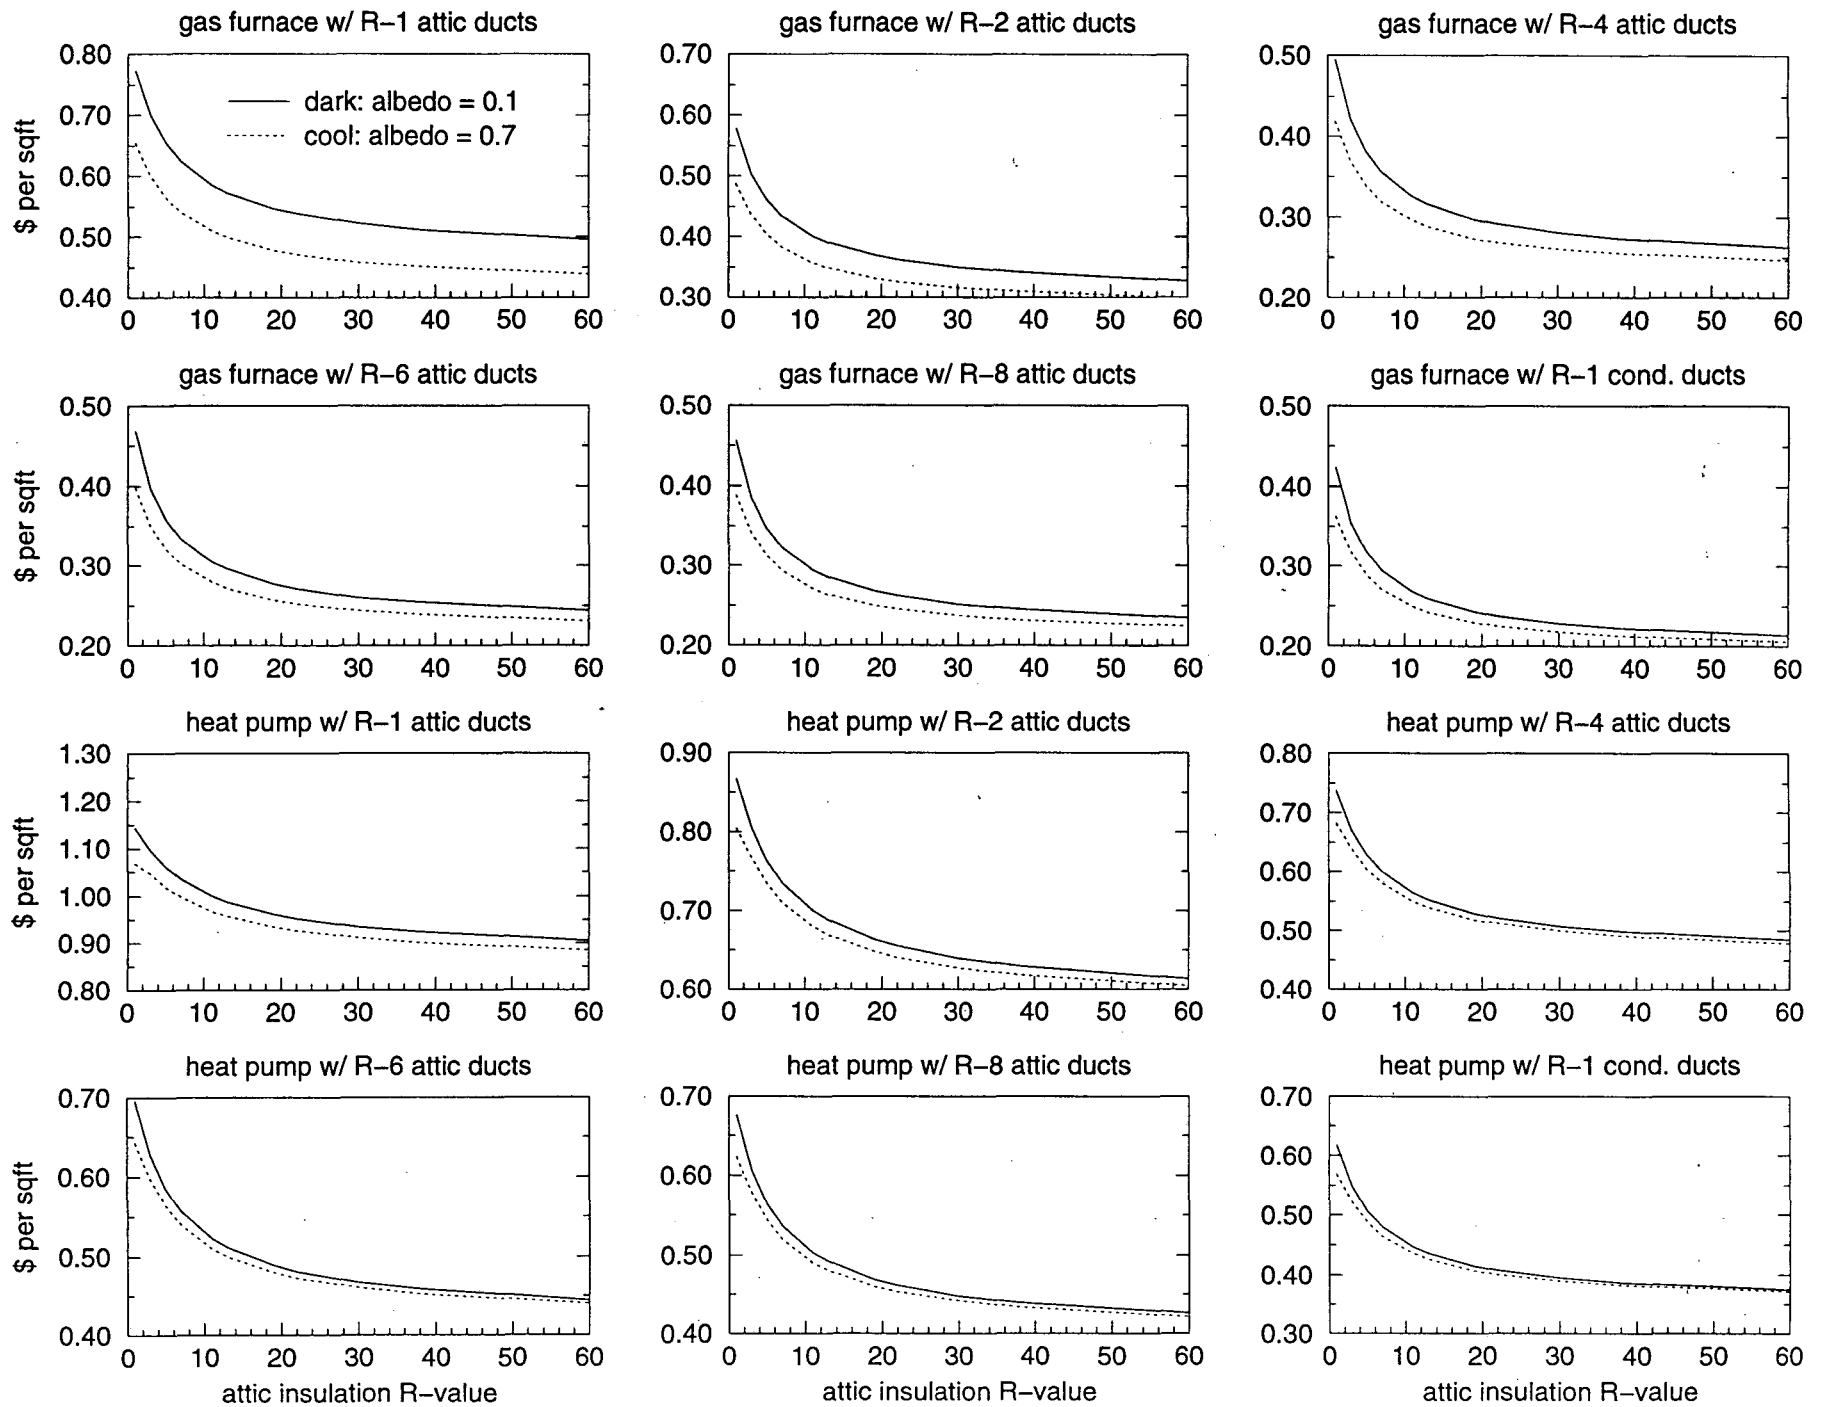 gas furnace w/ R−1 attic ducts
0.80
0.70
0.60
0.50
0.40
$ per sqft
dark: albedo = 0.1
cool: albedo = 0.7
0 10 20 30 40 50 60
gas furnace w/ R−2 attic ducts
0.70
0.60
0.50
0.40
0.30
0 10 20 30 40 50 60
gas furnace w/ R−4 attic ducts
0.50
0.40
0.30
0.20
0 10 20 30 40 50 60
gas furnace w/ R−6 attic ducts
0.50
0.40
0.30
0.20
$ per sqft
0 10 20 30 40 50 60
gas furnace w/ R−8 attic ducts
0.50
0.40
0.30
0.20
0 10 20 30 40 50 60
gas furnace w/ R−1 cond. ducts
0.50
0.40
0.30
0.20
0 10 20 30 40 50 60
heat pump w/ R−1 attic ducts
1.30
1.20
1.10
1.00
0.90
0.80
$ per sqft
0 10 20 30 40 50 60
heat pump w/ R−2 attic ducts
0.90
0.80
0.70
0.60
0 10 20 30 40 50 60
heat pump w/ R−4 attic ducts
0.80
0.70
0.60
0.50
0.40
0 10 20 30 40 50 60
heat pump w/ R−6 attic ducts
0.70
0.60
0.50
0.40
$ per sqft
0 10 20 30 40 50 60
attic insulation R−value
heat pump w/ R−8 attic ducts
0.70
0.60
0.50
0.40
0 10 20 30 40 50 60
attic insulation R−value
heat pump w/ R−1 cond. ducts
0.70
0.60
0.50
0.40
0.30
0 10 20 30 40 50 60
attic insulation R−value